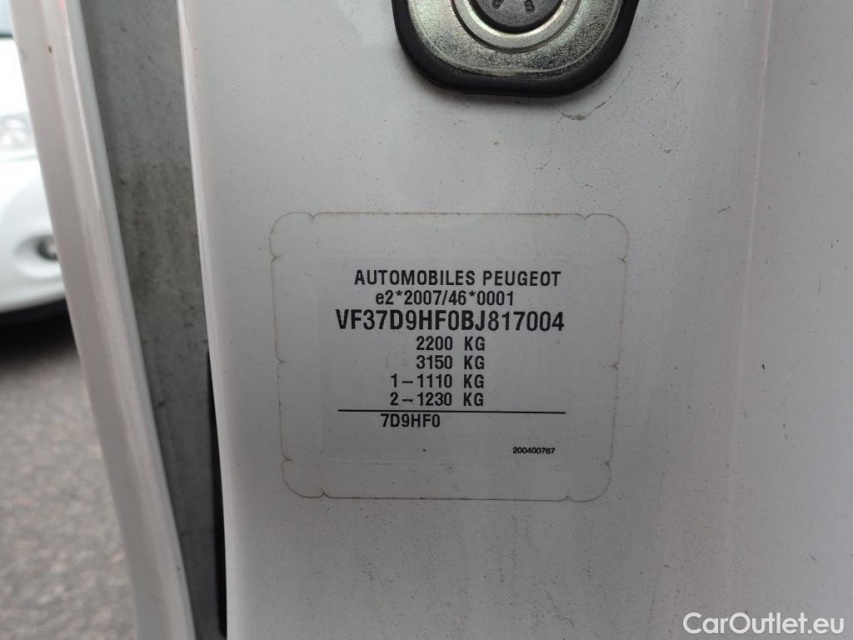 AUTOMOBILES PEUGEOT
e2*2007/46*0001
VF37D9HF0BJ817004
2200 KG
3150 KG
1-1110 KG
2-1230 KG
7D9HF0
200400767
CarOutlet.eu